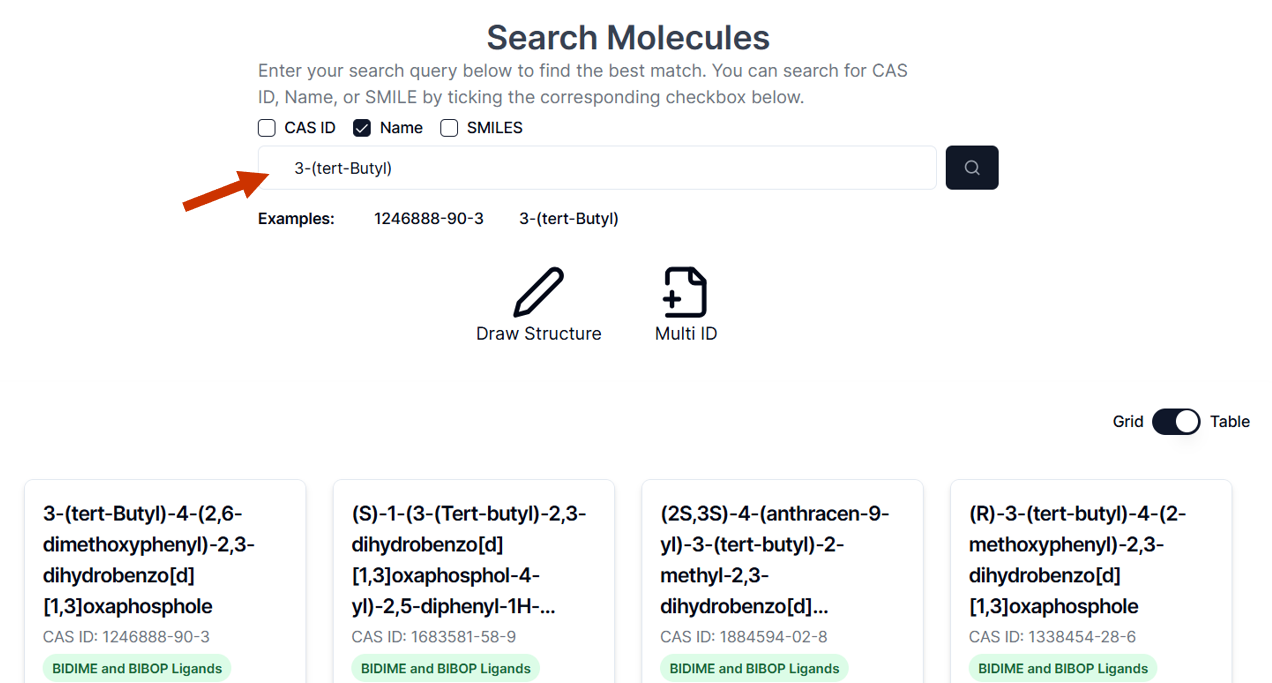 Search Molecules
Enter your search query below to find the best match. You can search for CAS
ID, Name, or SMILE by ticking the corresponding checkbox below.
CAS ID Name SMILES
3-(tert-Butyl)
Examples: 1246888-90-3 3-(tert-Butyl)
Draw Structure Multi ID
Grid Table
3-(tert-Butyl)-4-(2,6-
dimethoxyphenyl)-2,3-
dihydrobenzo[d]
[1,3]oxaphosphole
CAS ID: 1246888-90-3
BIDIME and BIBOP Ligands
(S)-1-(3-(Tert-butyl)-2,3-
dihydrobenzo[d]
[1,3]oxaphosphol-4-
yl)-2,5-diphenyl-1H-...
CAS ID: 1683581-58-9
BIDIME and BIBOP Ligands
(2S,3S)-4-(anthracen-9-
yl)-3-(tert-butyl)-2-
methyl-2,3-
dihydrobenzo[d]...
CAS ID: 1884594-02-8
BIDIME and BIBOP Ligands
(R)-3-(tert-butyl)-4-(2-
methoxyphenyl)-2,3-
dihydrobenzo[d]
[1,3]oxaphosphole
CAS ID: 1338454-28-6
BIDIME and BIBOP Ligands